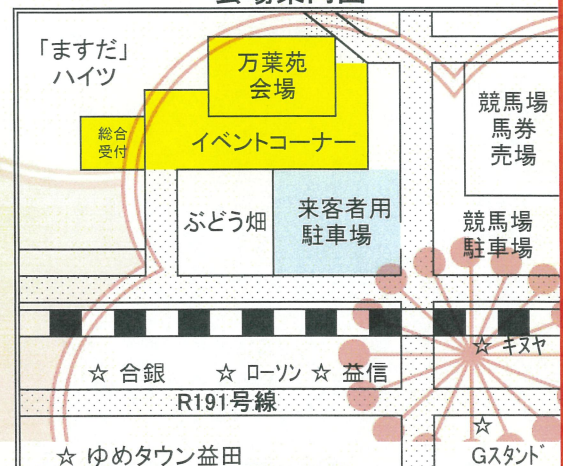 「ますだ」
ハイツ
万葉苑
会場
総合
受付
イベントコーナー
競馬場
馬券
売場
ぶどう畑
来客者用
駐車場
競馬場
駐車場
☆ キヌヤ
☆ 合銀
☆ ローソン
☆ 益信
R191号線
☆ ゆめタウン益田
☆
Gスタンド